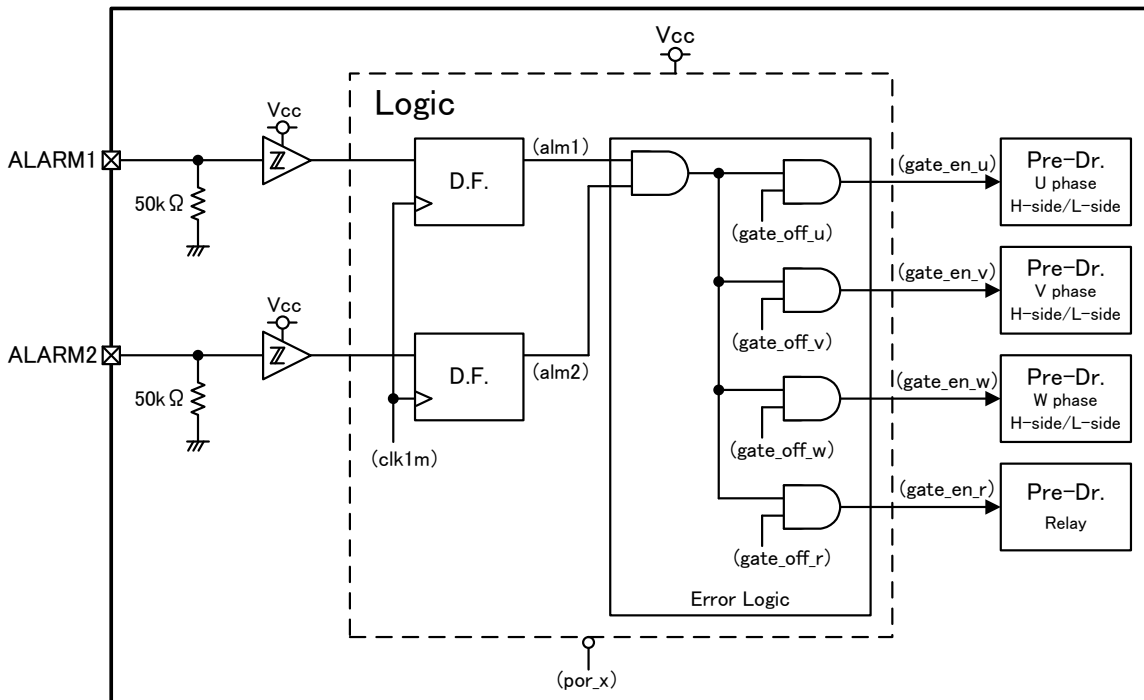 Vcc
Logic
Vcc
ALARM1
50kΩ
D.F.
(alm1)
(gate_en_u)
Pre-Dr.
U phase
H-side/L-side
(gate_off_u)
(gate_en_v)
Pre-Dr.
V phase
H-side/L-side
(gate_off_v)
Vcc
ALARM2
50kΩ
D.F.
(alm2)
(clk1m)
(gate_en_w)
Pre-Dr.
W phase
H-side/L-side
(gate_off_w)
(gate_en_r)
Pre-Dr.
Relay
(gate_off_r)
Error Logic
(por_x)